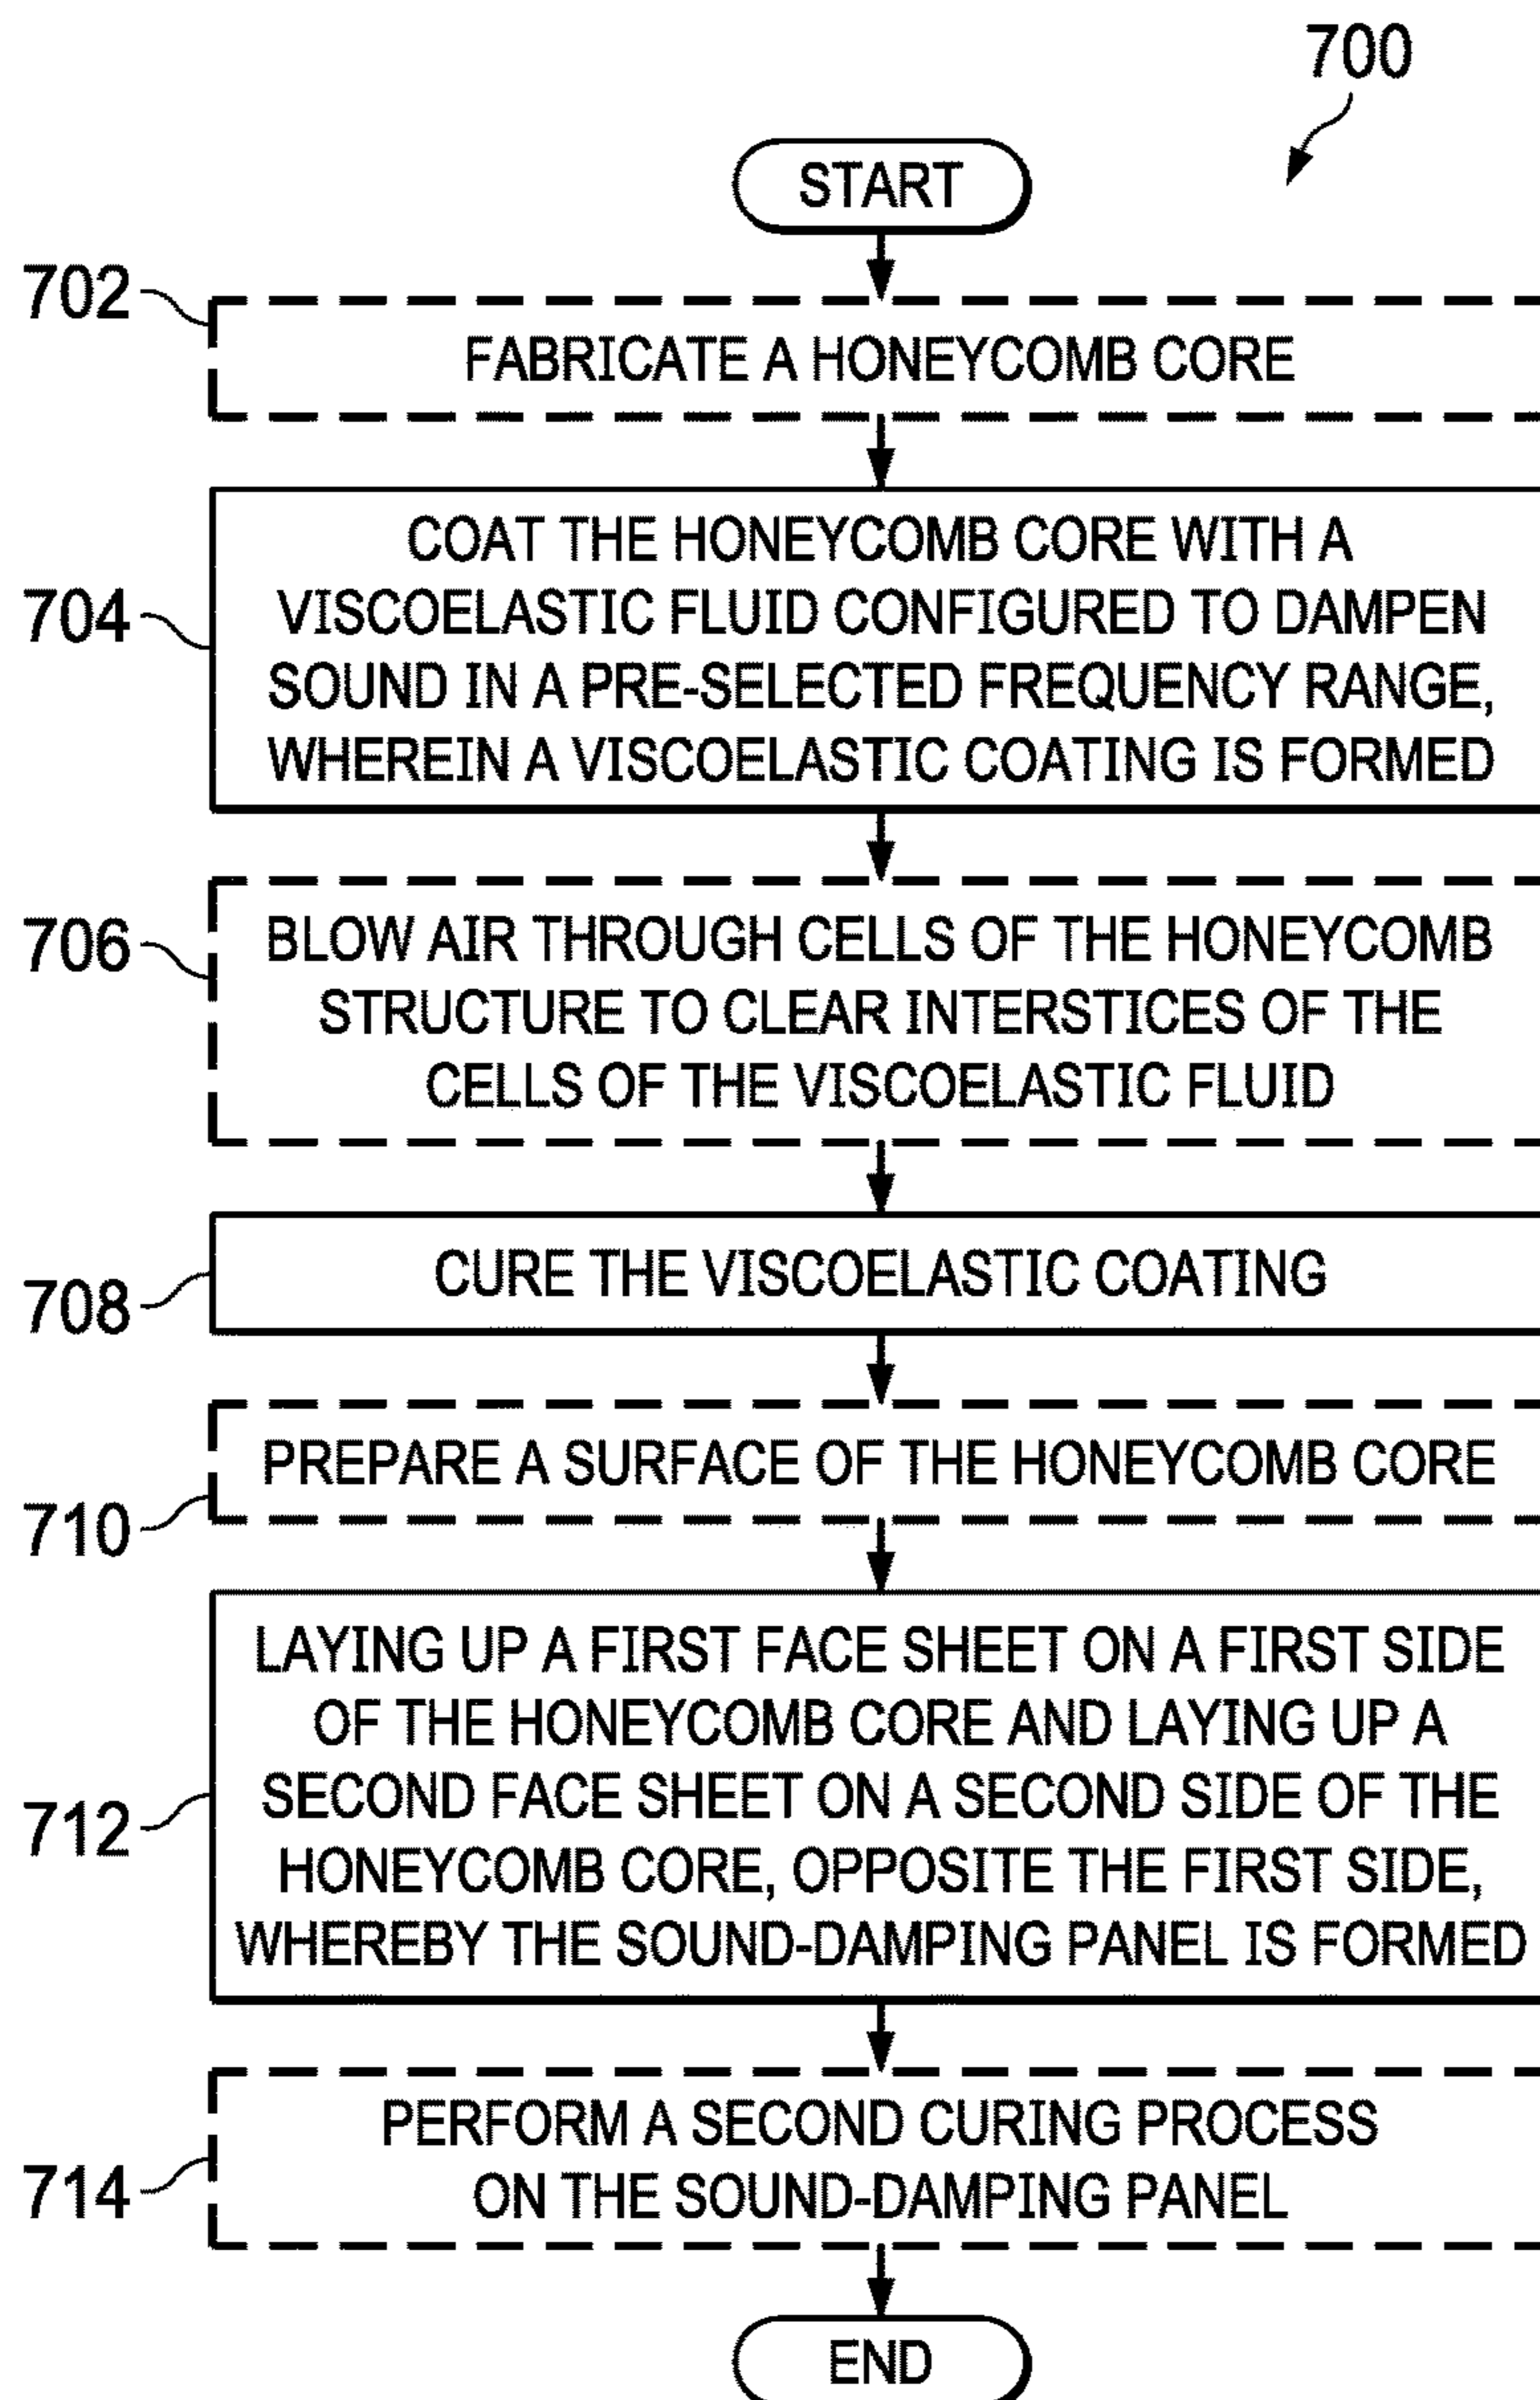 700
START
702
FABRICATE A HONEYCOMB CORE
704
COAT THE HONEYCOMB CORE WITH A
VISCOELASTIC FLUID CONFIGURED TO DAMPEN
SOUND IN A PRE-SELECTED FREQUENCY RANGE,
WHEREIN A VISCOELASTIC COATING IS FORMED
706
BLOW AIR THROUGH CELLS OF THE HONEYCOMB
STRUCTURE TO CLEAR INTERSTICES OF THE
CELLS OF THE VISCOELASTIC FLUID
708
CURE THE VISCOELASTIC COATING
710
PREPARE A SURFACE OF THE HONEYCOMB CORE
712
LAYING UP A FIRST FACE SHEET ON A FIRST SIDE
OF THE HONEYCOMB CORE AND LAYING UP A
SECOND FACE SHEET ON A SECOND SIDE OF THE
HONEYCOMB CORE, OPPOSITE THE FIRST SIDE,
WHEREBY THE SOUND-DAMPING PANEL IS FORMED
714
PERFORM A SECOND CURING PROCESS
ON THE SOUND-DAMPING PANEL
END